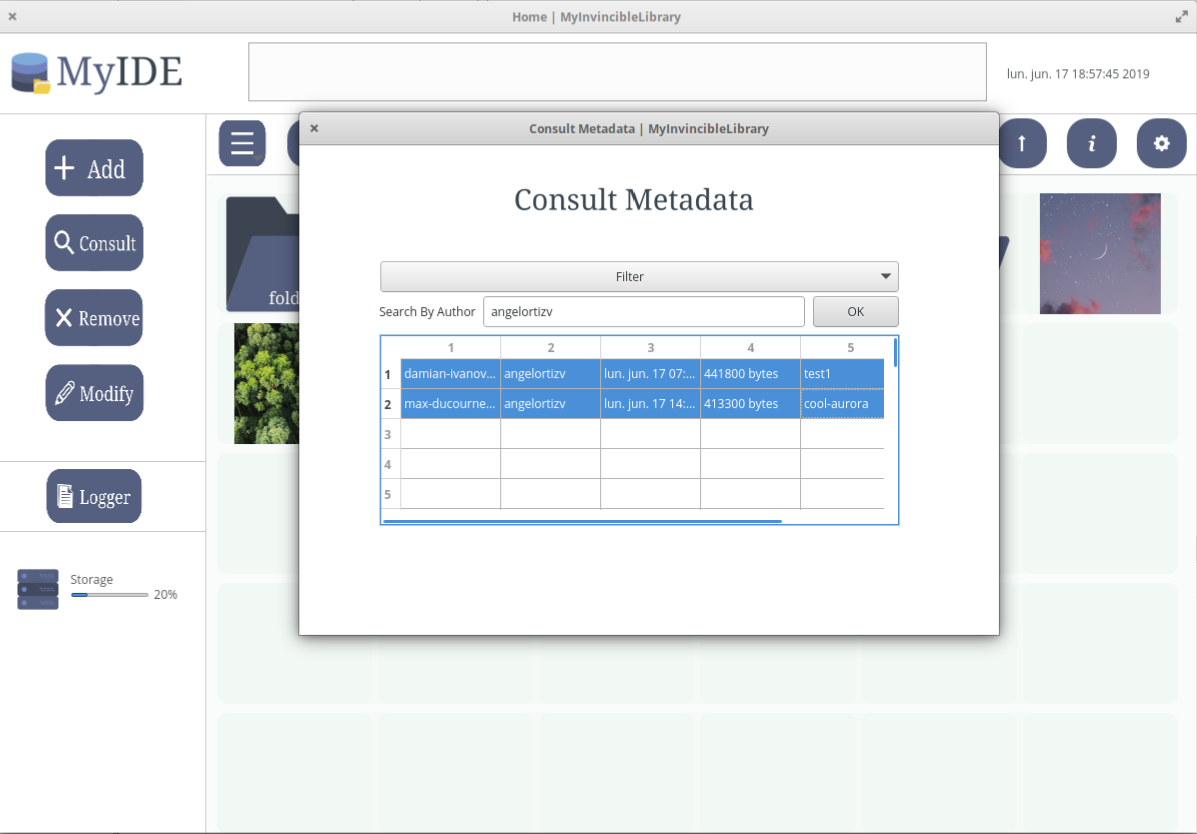 Home | MyInvincibleLibrary
MyIDE
lun. jun. 17 18:57:45 2019
Add
Consult
Remove
Modify
Logger
Storage
20%
fold
Consult Metadata | MyInvincibleLibrary
Consult Metadata
Filter
Search By Author angelortizv OK
1 2 3 4 5
1 damian-ivanov... angelortizv lun. jun. 17 07:... 441800 bytes test1
2 max-ducourne... angelortizv lun. jun. 17 14:... 413300 bytes cool-aurora
3
4
5